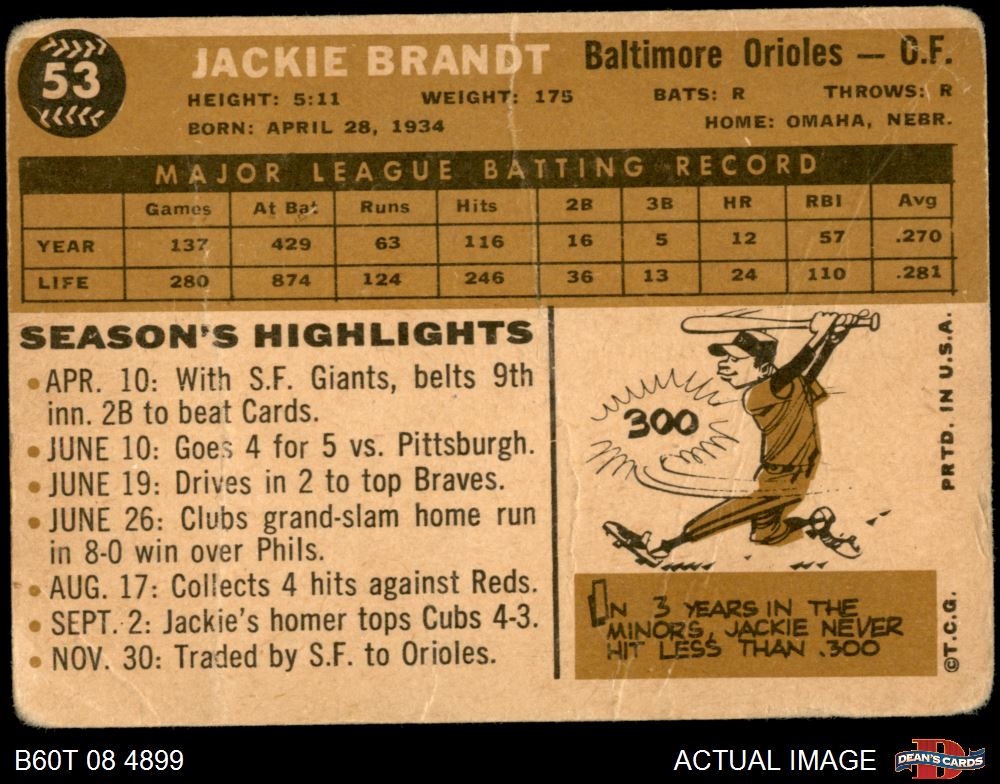 53
JACKIE BRANDT Baltimore Orioles — O.F.
HEIGHT: 5:11 WEIGHT: 175 BATS: R THROWS: R
BORN: APRIL 28, 1934 HOME: OMAHA, NEBR.
MAJOR LEAGUE BATTING RECORD
Games At Bat Runs Hits 2B 3B HR RBI Avg
YEAR 137 429 63 116 16 5 12 57 .270
LIFE 280 874 124 246 36 13 24 110 .281
SEASON'S HIGHLIGHTS
• APR. 10: With S.F. Giants, belts 9th
inn. 2B to beat Cards.
• JUNE 10: Goes 4 for 5 vs. Pittsburgh.
• JUNE 19: Drives in 2 to top Braves.
• JUNE 26: Clubs grand-slam home run
in 8-0 win over Phils.
• AUG. 17: Collects 4 hits against Reds.
• SEPT. 2: Jackie's homer tops Cubs 4-3.
• NOV. 30: Traded by S.F. to Orioles.
300
IN 3 YEARS IN THE
MINORS, JACKIE NEVER
HIT LESS THAN .300
PRTD. IN U.S.A.
©T.C.G.
B60T 08 4899 ACTUAL IMAGE
D
DEAN'S CARDS